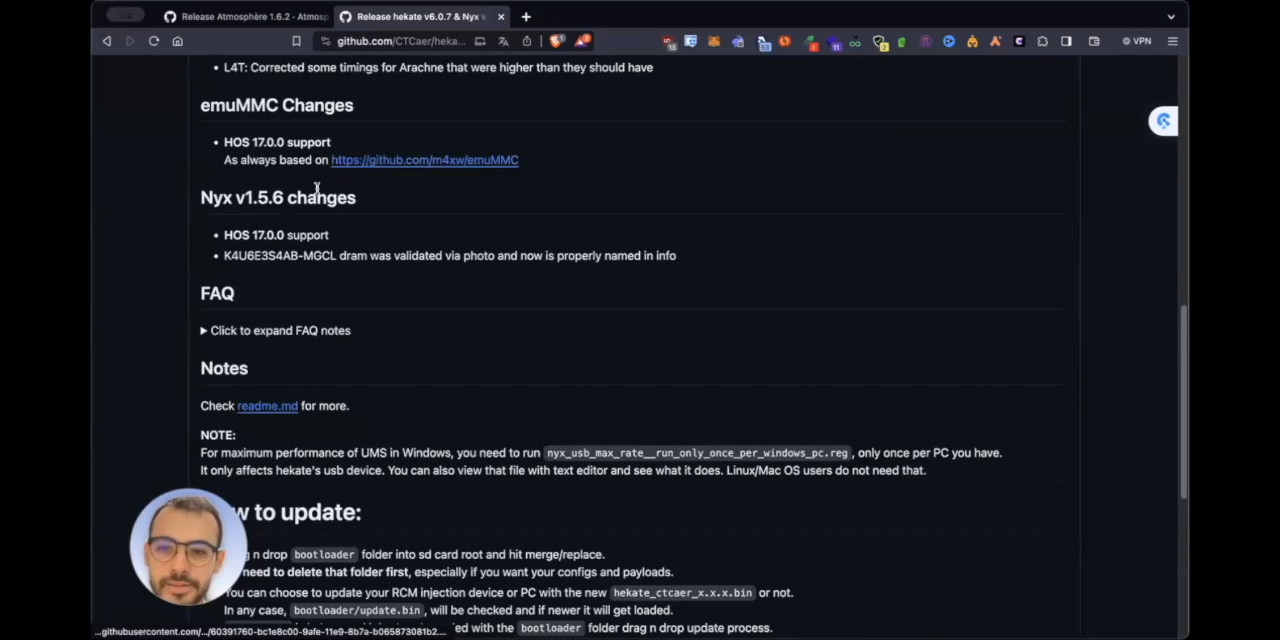 Release Atmosphère 1.6.2 - Atmosp
Release hekate v6.0.7 & Nyx v
github.com/CTCaer/heka...
VPN
L4T: Corrected some timings for Arachne that were higher than they should have
emuMMC Changes
HOS 17.0.0 support
As always based on https://github.com/m4xw/emuMMC
Nyx v1.5.6 changes
HOS 17.0.0 support
K4U6E3S4AB-MGCL dram was validated via photo and now is properly named in info
FAQ
Click to expand FAQ notes
Notes
Check readme.md for more.
NOTE:
For maximum performance of UMS in Windows, you need to run nyx_usb_max_rate__run_only_once_per_windows_pc.reg, only once per PC you have.
It only affects hekate's usb device. You can also view that file with text editor and see what it does. Linux/Mac OS users do not need that.
w to update:
g n drop bootloader folder into sd card root and hit merge/replace.
need to delete that folder first, especially if you want your configs and payloads.
You can choose to update your RCM injection device or PC with the new hekate_ctcaer_x.x.x.bin or not.
In any case, bootloader/update.bin, will be checked and if newer it will get loaded.
ed with the bootloader folder drag n drop update process.